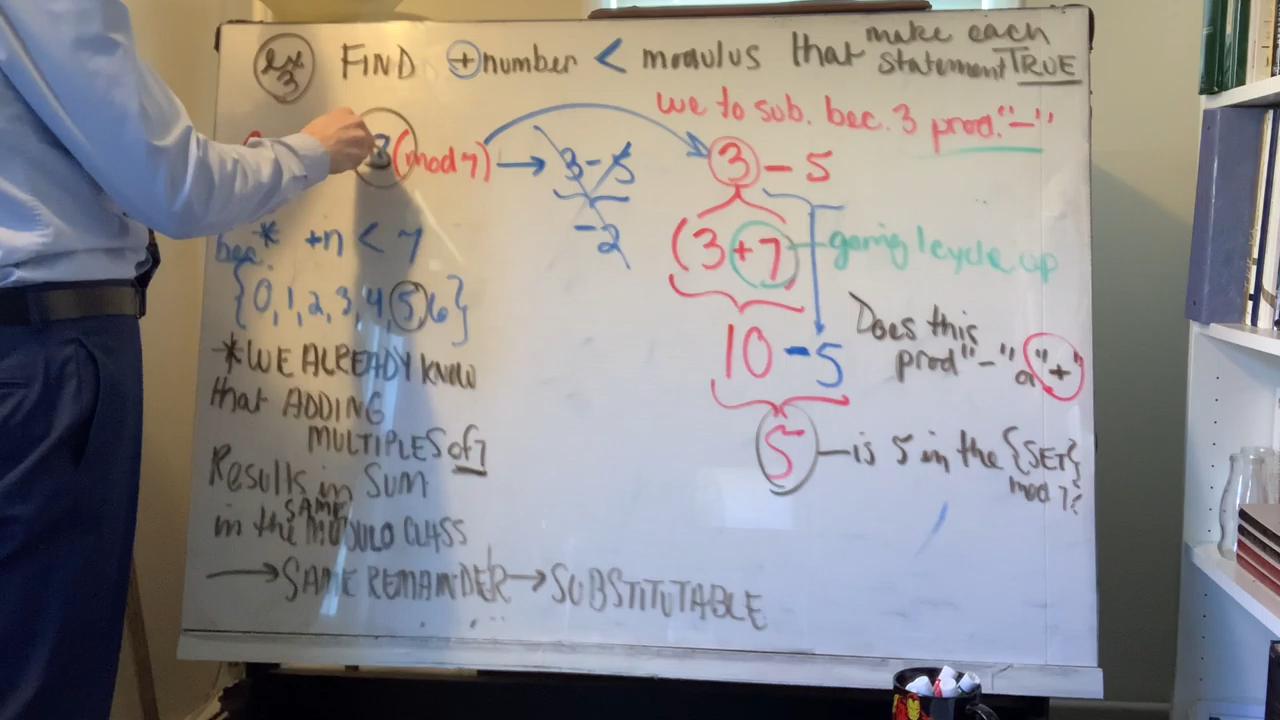 ex 3
FIND + number < modulus that make each statement TRUE
we to sub. bec. 3 prod. "-"
3 (mod 7) → 3 - 5
3 - 5
-2
bec * +n < 7
(3 + 7) going 1 cycle up
{0, 1, 2, 3, 4, 5, 6}
10 - 5
Does this
prod "-" or "+"
* WE ALREADY KNOW
that ADDING
MULTIPLES of 7
5 - is 5 in the {SET}
mod 7?
Results in SUM
in the SAME MODULO CLASS
→ SAME REMAINDER → SUBSTITUTABLE